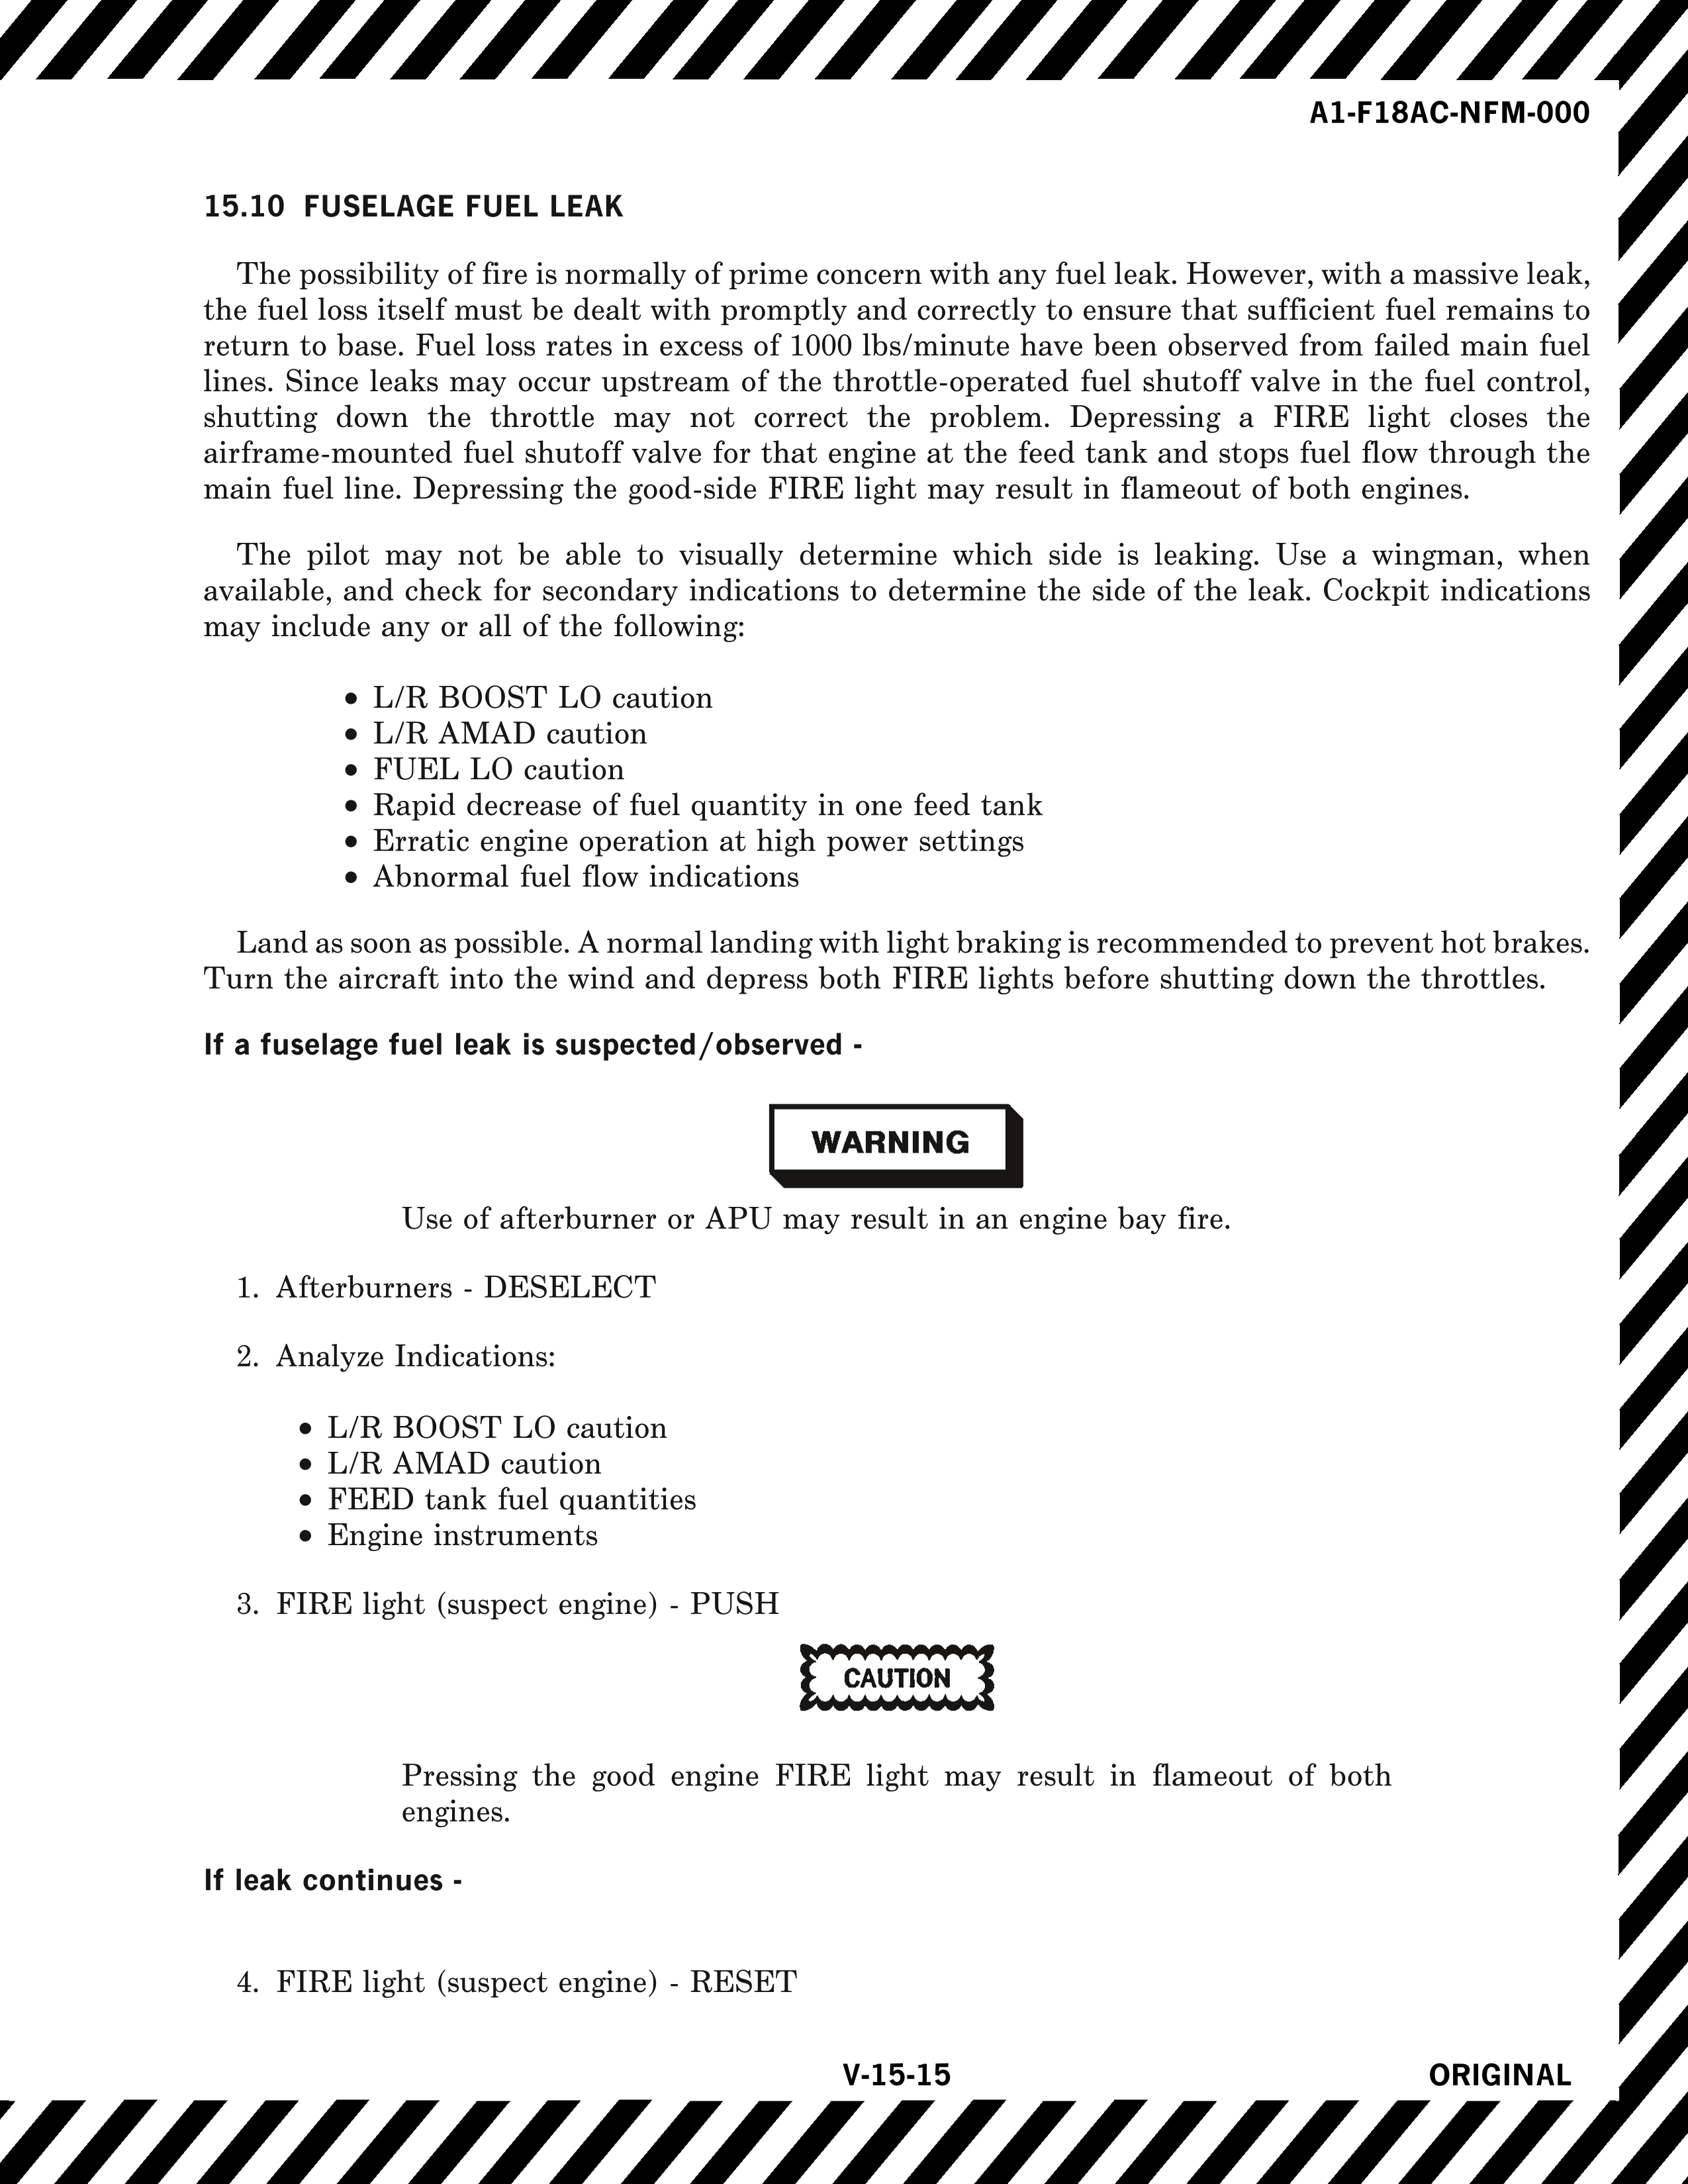 A1-F18AC-NFM-000
15.10 FUSELAGE FUEL LEAK
The possibility of fire is normally of prime concern with any fuel leak. However, with a massive leak,
the fuel loss itself must be dealt with promptly and correctly to ensure that sufficient fuel remains to
return to base. Fuel loss rates in excess of 1000 lbs/minute have been observed from failed main fuel
lines. Since leaks may occur upstream of the throttle-operated fuel shutoff valve in the fuel control,
shutting down the throttle may not correct the problem. Depressing a FIRE light closes the
airframe-mounted fuel shutoff valve for that engine at the feed tank and stops fuel flow through the
main fuel line. Depressing the good-side FIRE light may result in flameout of both engines.
The pilot may not be able to visually determine which side is leaking. Use a wingman, when
available, and check for secondary indications to determine the side of the leak. Cockpit indications
may include any or all of the following:
• L/R BOOST LO caution
• L/R AMAD caution
• FUEL LO caution
• Rapid decrease of fuel quantity in one feed tank
• Erratic engine operation at high power settings
• Abnormal fuel flow indications
Land as soon as possible. A normal landing with light braking is recommended to prevent hot brakes.
Turn the aircraft into the wind and depress both FIRE lights before shutting down the throttles.
If a fuselage fuel leak is suspected/observed -
WARNING
Use of afterburner or APU may result in an engine bay fire.
1. Afterburners - DESELECT
2. Analyze Indications:
• L/R BOOST LO caution
• L/R AMAD caution
• FEED tank fuel quantities
• Engine instruments
3. FIRE light (suspect engine) - PUSH
CAUTION
Pressing the good engine FIRE light may result in flameout of both
engines.
If leak continues -
4. FIRE light (suspect engine) - RESET
V-15-15
ORIGINAL